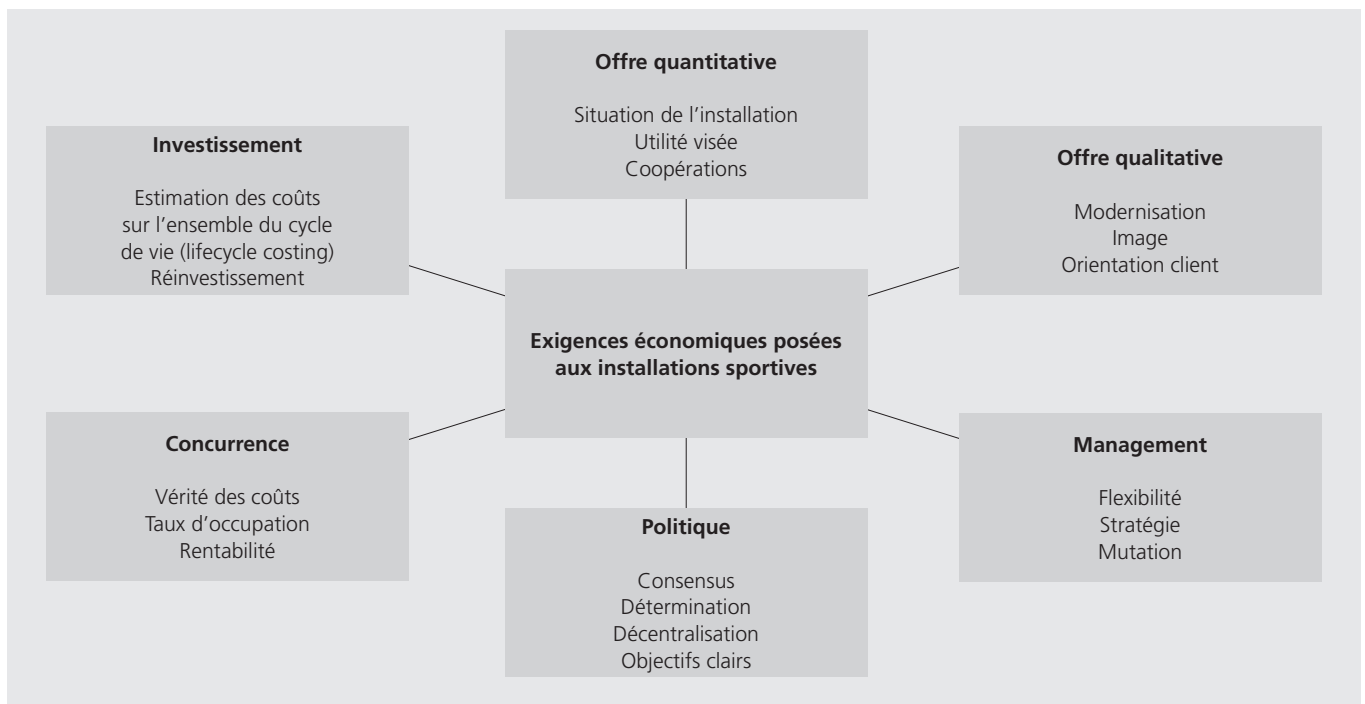 Offre quantitative
Situation de l’installation
Utilité visée
Coopérations
Investissement
Estimation des coûts
sur l’ensemble du cycle
de vie (lifecycle costing)
Réinvestissement
Offre qualitative
Modernisation
Image
Orientation client
Exigences économiques posées
aux installations sportives
Concurrence
Vérité des coûts
Taux d’occupation
Rentabilité
Management
Flexibilité
Stratégie
Mutation
Politique
Consensus
Détermination
Décentralisation
Objectifs clairs